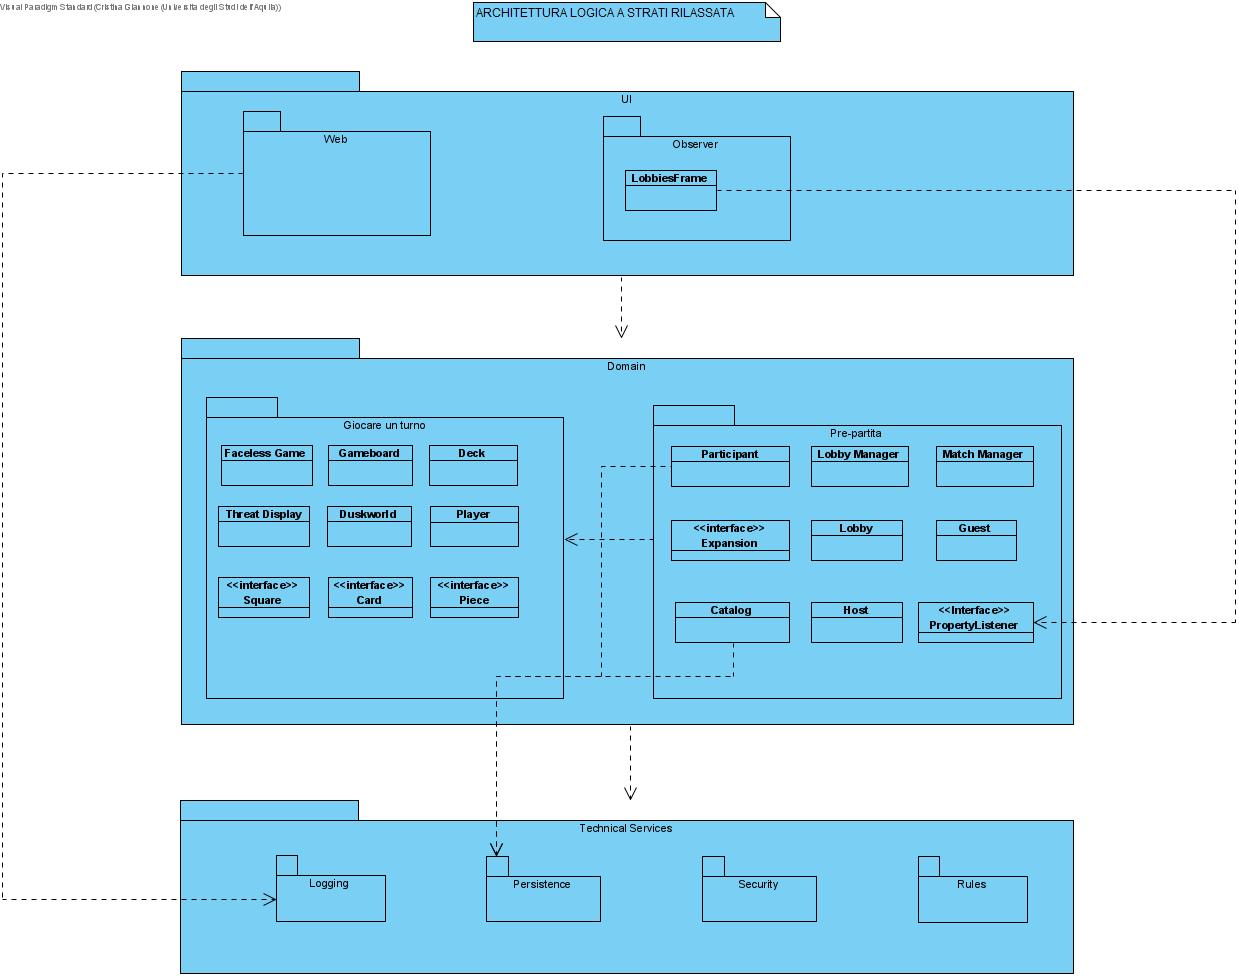 Visual Paradigm Standard (Cristina Giannone (Università degli Studi dell'Aquila))
ARCHITETTURA LOGICA A STRATI RILASSATA
UI
Web
Observer
LobbiesFrame
Domain
Giocare un turno
Faceless Game
Gameboard
Deck
Threat Display
Duskworld
Player
<<interface>>
Square
<<interface>>
Card
<<interface>>
Piece
Pre-partita
Participant
Lobby Manager
Match Manager
<<interface>>
Expansion
Lobby
Guest
Catalog
Host
<<Interface>>
PropertyListener
Technical Services
Logging
Persistence
Security
Rules